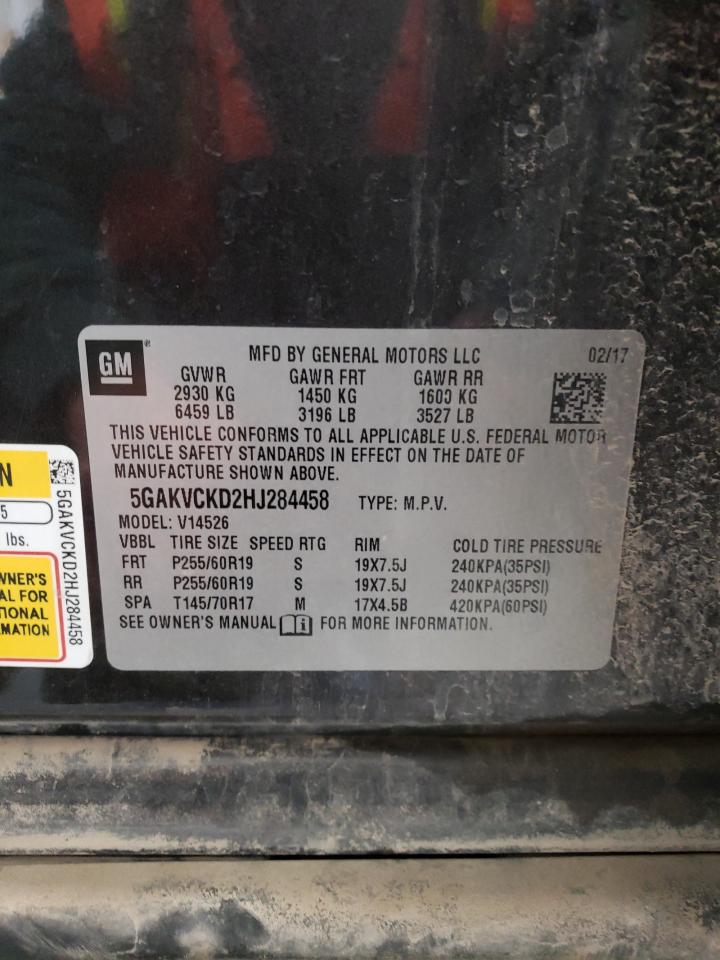 GM®
MFD BY GENERAL MOTORS LLC 02/17
GVWR GAWR FRT GAWR RR
2930 KG 1450 KG 1600 KG
6459 LB 3196 LB 3527 LB
THIS VEHICLE CONFORMS TO ALL APPLICABLE U.S. FEDERAL MOTOR
VEHICLE SAFETY STANDARDS IN EFFECT ON THE DATE OF
MANUFACTURE SHOWN ABOVE.
5GAKVCKD2HJ284458 TYPE: M.P.V.
MODEL: V14526
VBBL TIRE SIZE SPEED RTG RIM COLD TIRE PRESSURE
FRT P255/60R19 S 19X7.5J 240KPA(35PSI)
RR P255/60R19 S 19X7.5J 240KPA(35PSI)
SPA T145/70R17 M 17X4.5B 420KPA(60PSI)
SEE OWNER'S MANUAL i FOR MORE INFORMATION.
N
5
lbs.
WNER'S
AL FOR
TIONAL
RMATION
5GAKVCKD2HJ284458